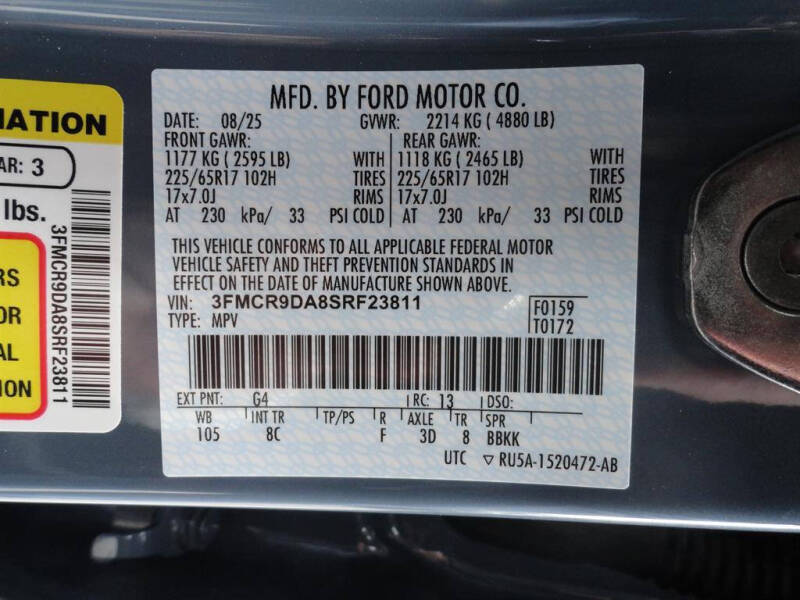 MATION
AR: 3
lbs.
RS
OR
AL
ION
3FMCR9DA8SRF23811
MFD. BY FORD MOTOR CO.
DATE: 08/25 GVWR: 2214 KG ( 4880 LB)
FRONT GAWR: REAR GAWR:
1177 KG ( 2595 LB) WITH 1118 KG ( 2465 LB) WITH
225/65R17 102H TIRES 225/65R17 102H TIRES
17x7.0J RIMS 17x7.0J RIMS
AT 230 kPa/ 33 PSI COLD AT 230 kPa/ 33 PSI COLD
THIS VEHICLE CONFORMS TO ALL APPLICABLE FEDERAL MOTOR
VEHICLE SAFETY AND THEFT PREVENTION STANDARDS IN
EFFECT ON THE DATE OF MANUFACTURE SHOWN ABOVE.
VIN: 3FMCR9DA8SRF23811 F0159
TYPE: MPV T0172
EXT PNT: G4 RC: 13 DSO:
WB INT TR TP/PS R AXLE TR SPR
105 8C F 3D 8 BBKK
UTC ▽ RU5A-1520472-AB